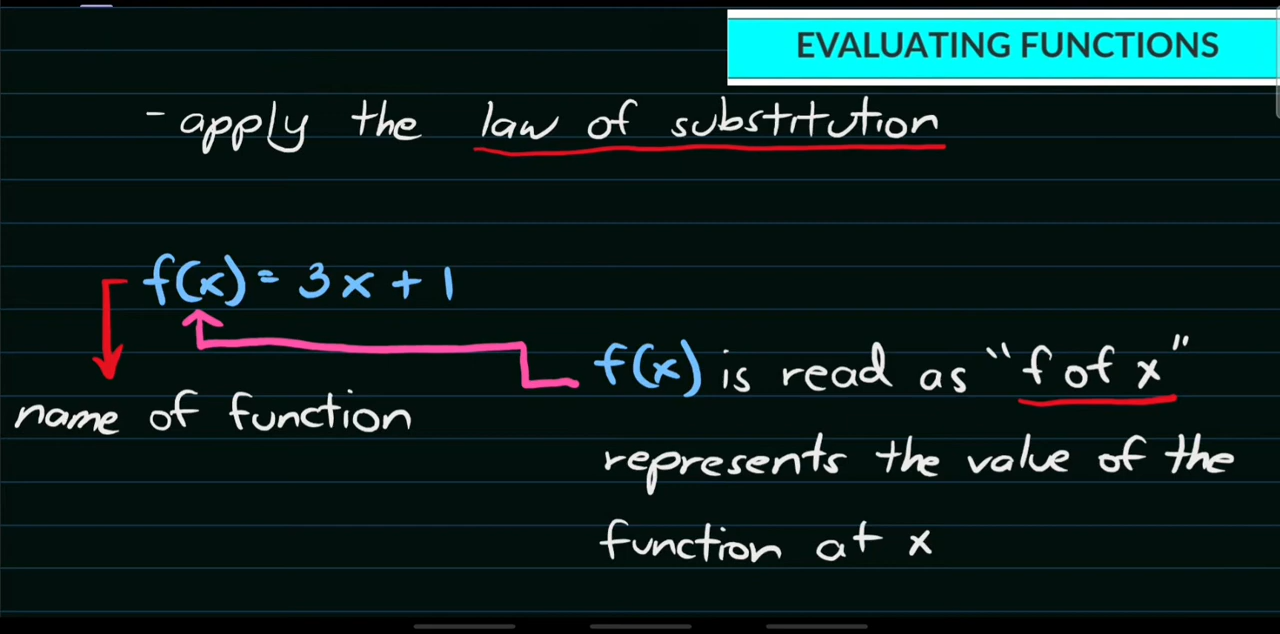 EVALUATING FUNCTIONS
- apply the law of substitution
f(x) = 3x + 1
name of function
f(x) is read as "f of x"
represents the value of the
function at x